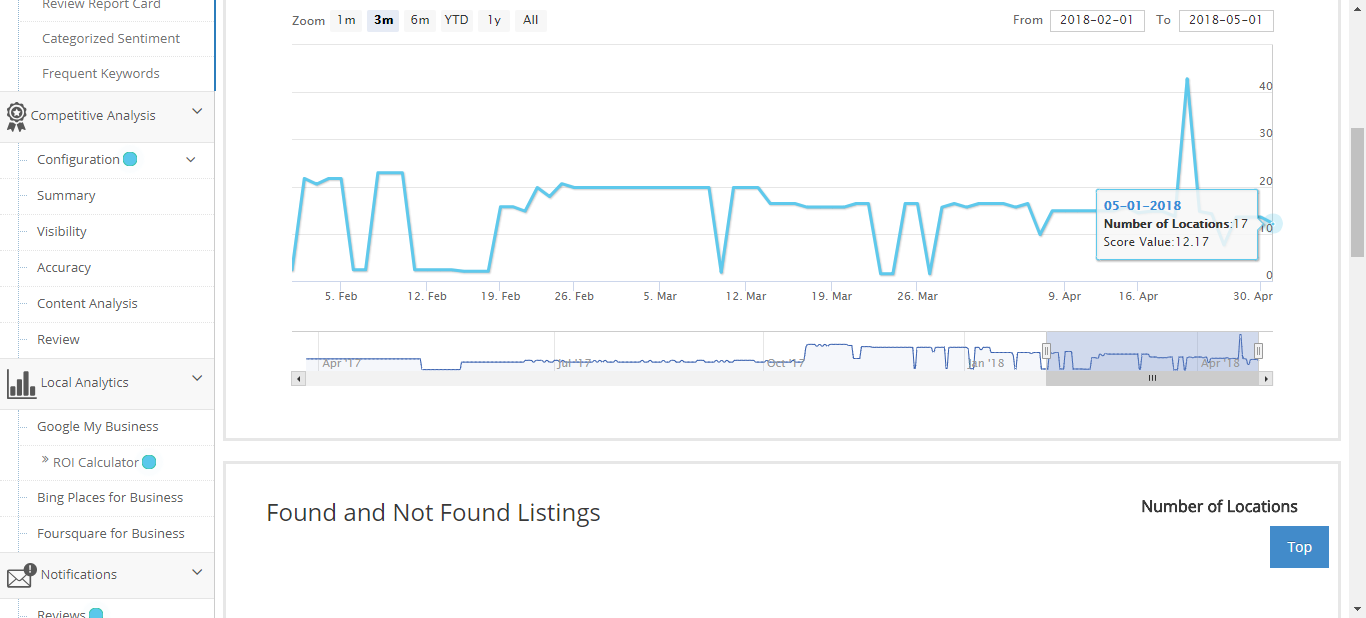 Review Report Card
Categorized Sentiment
Frequent Keywords
Competitive Analysis
Configuration
Summary
Visibility
Accuracy
Content Analysis
Review
Local Analytics
Google My Business
» ROI Calculator
Bing Places for Business
Foursquare for Business
Notifications
Reviews
Zoom 1m 3m 6m YTD 1y All
From 2018-02-01 To 2018-05-01
40
30
20
10
0
05-01-2018
Number of Locations:17
Score Value:12.17
5. Feb 12. Feb 19. Feb 26. Feb 5. Mar 12. Mar 19. Mar 26. Mar 9. Apr 16. Apr 30. Apr
Apr '17 Jul '17 Oct '17 Jan '18 Apr '18
Found and Not Found Listings
Number of Locations
Top